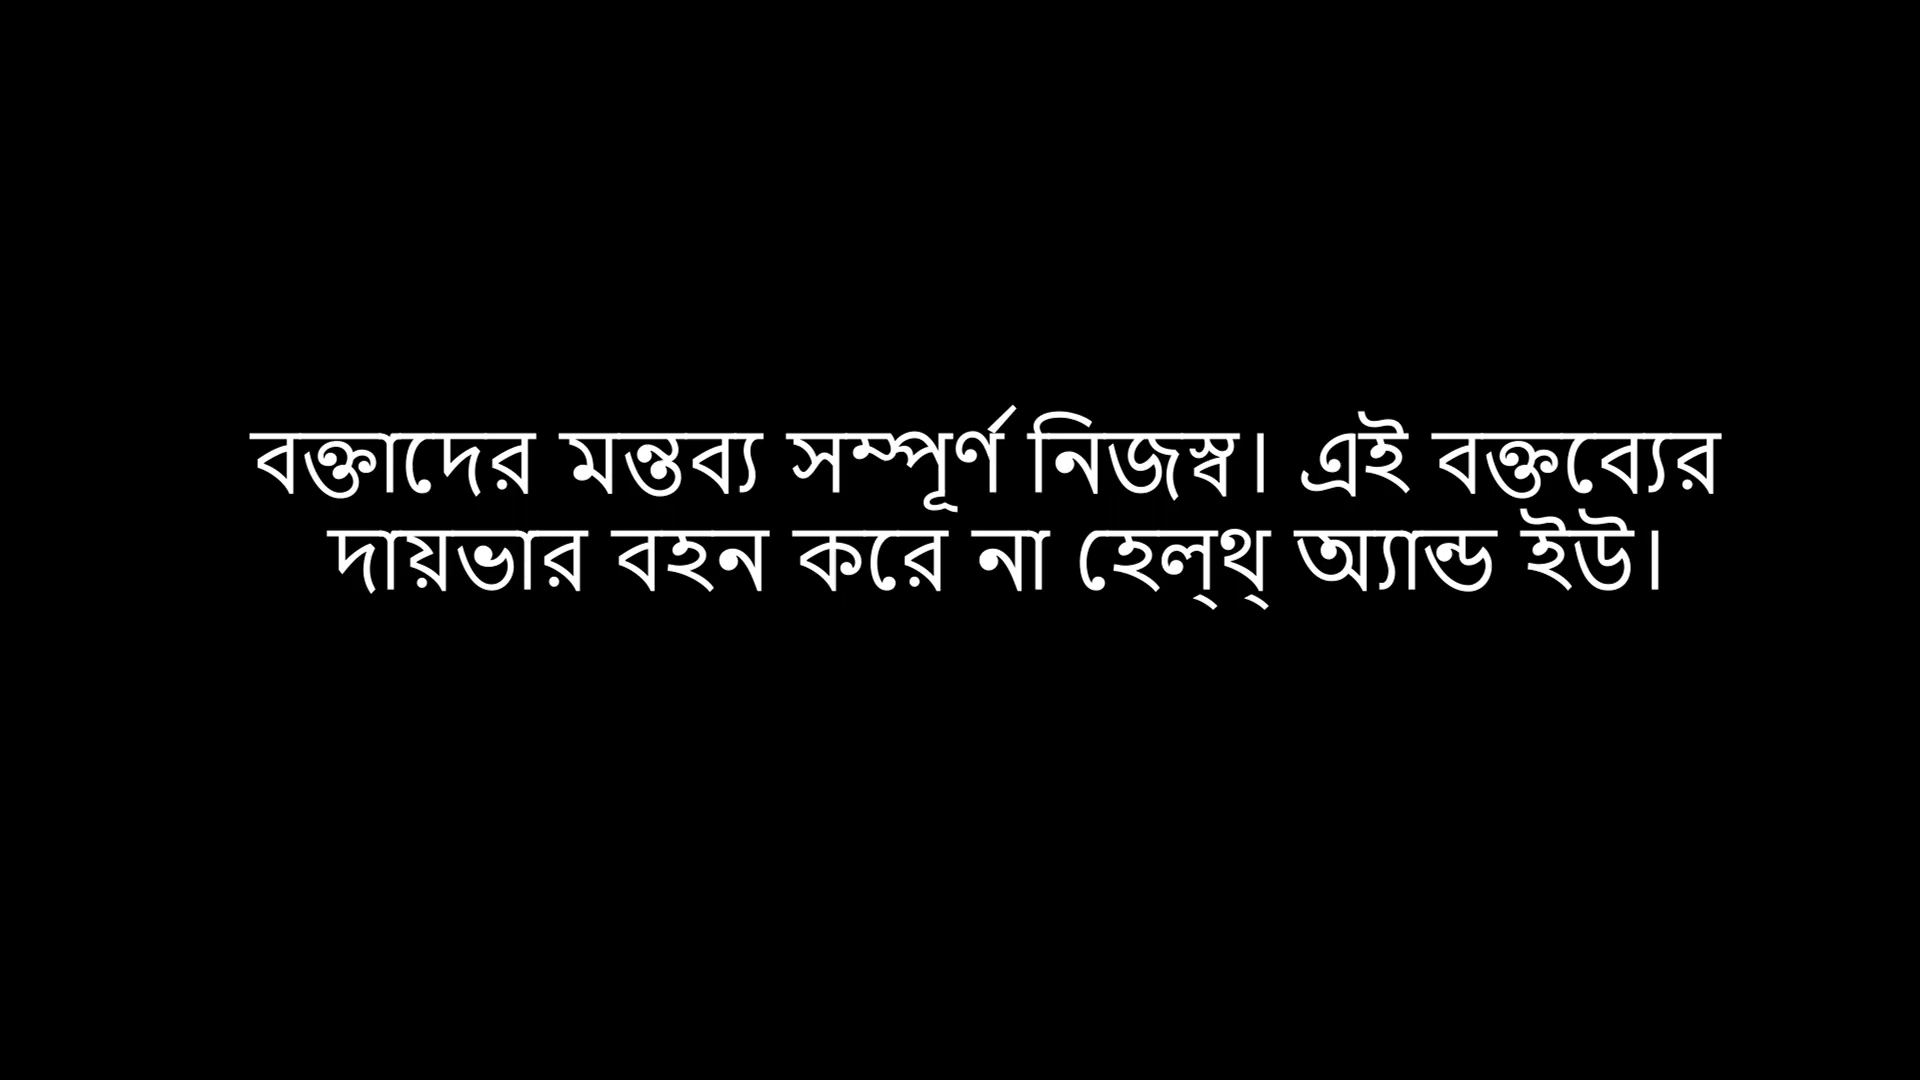 বক্তাদের মন্তব্য সম্পূর্ণ নিজস্ব। এই বক্তব্যের
দায়ভার বহন করে না হেল্থ্ অ্যান্ড ইউ।